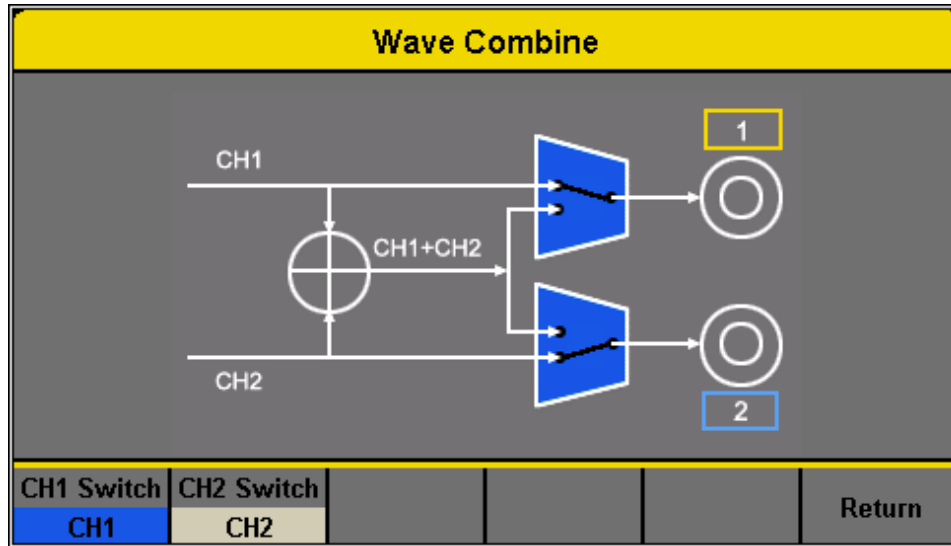 Wave Combine
1
CH1
CH1+CH2
CH2
2
CH1 Switch
CH1
CH2 Switch
CH2
Return